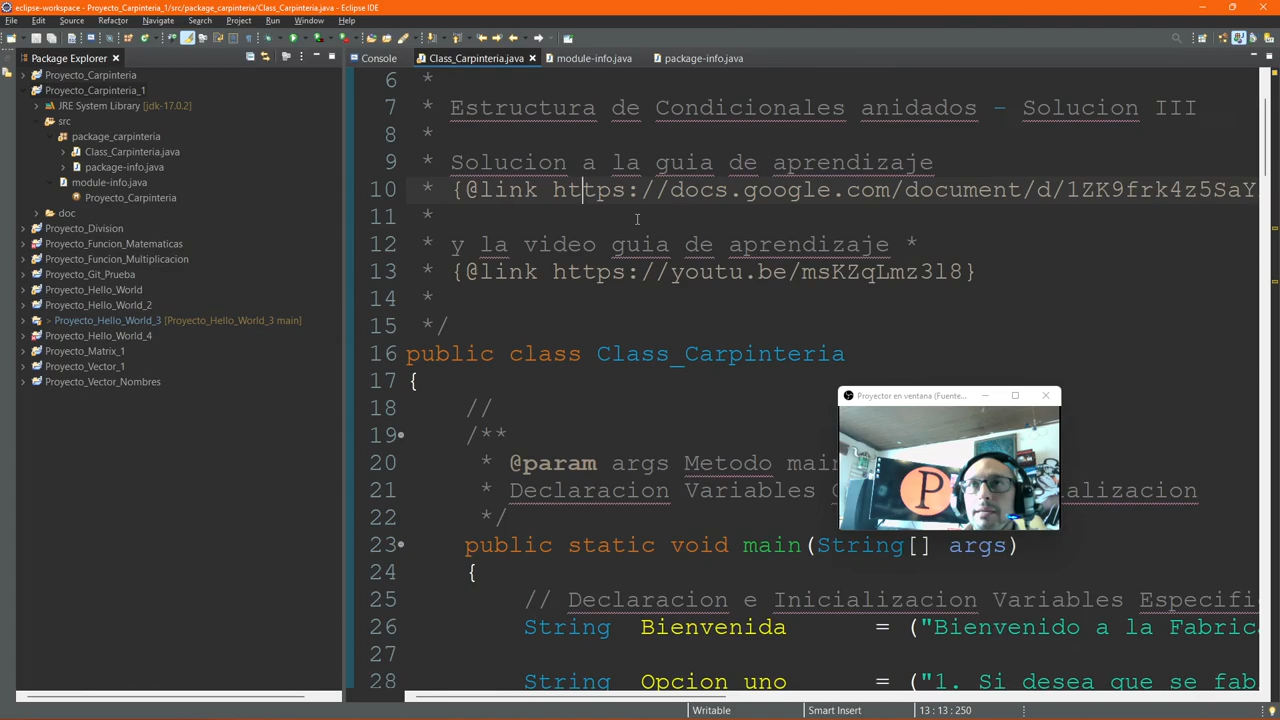 eclipse-workspace - Proyecto_Carpinteria_1/src/package_carpinteria/Class_Carpinteria.java - Eclipse IDE
File Edit Source Refactor Navigate Search Project Run Window Help
Package Explorer
Proyecto_Carpinteria
Proyecto_Carpinteria_1
JRE System Library [jdk-17.0.2]
src
package_carpinteria
Class_Carpinteria.java
package-info.java
module-info.java
Proyecto_Carpinteria
doc
Proyecto_Division
Proyecto_Funcion_Matematicas
Proyecto_Funcion_Multiplicacion
Proyecto_Git_Prueba
Proyecto_Hello_World
Proyecto_Hello_World_2
> Proyecto_Hello_World_3 [Proyecto_Hello_World_3 main]
Proyecto_Hello_World_4
Proyecto_Matrix_1
Proyecto_Vector_1
Proyecto_Vector_Nombres
Console Class_Carpinteria.java module-info.java package-info.java
6 *
7 * Estructura de Condicionales anidados - Solucion III
8 *
9 * Solucion a la guia de aprendizaje
10 * {@link https://docs.google.com/document/d/1ZK9frk4z5SaY
11 *
12 * y la video guia de aprendizaje *
13 * {@link https://youtu.be/msKZqLmz3l8}
14 *
15 */
16 public class Class_Carpinteria
17 {
18 //
19 /**
20 * @param args Metodo main
21 * Declaracion Variables
22 */
23 public static void main(String[] args)
24 {
25 // Declaracion e Inicializacion Variables
26 String Bienvenida = ("Bienvenido a la
28 String Opcion_uno = ("1. Si desea que se
Proyector en ventana (Fuente...
P
Writable Smart Insert 13 : 13 : 250